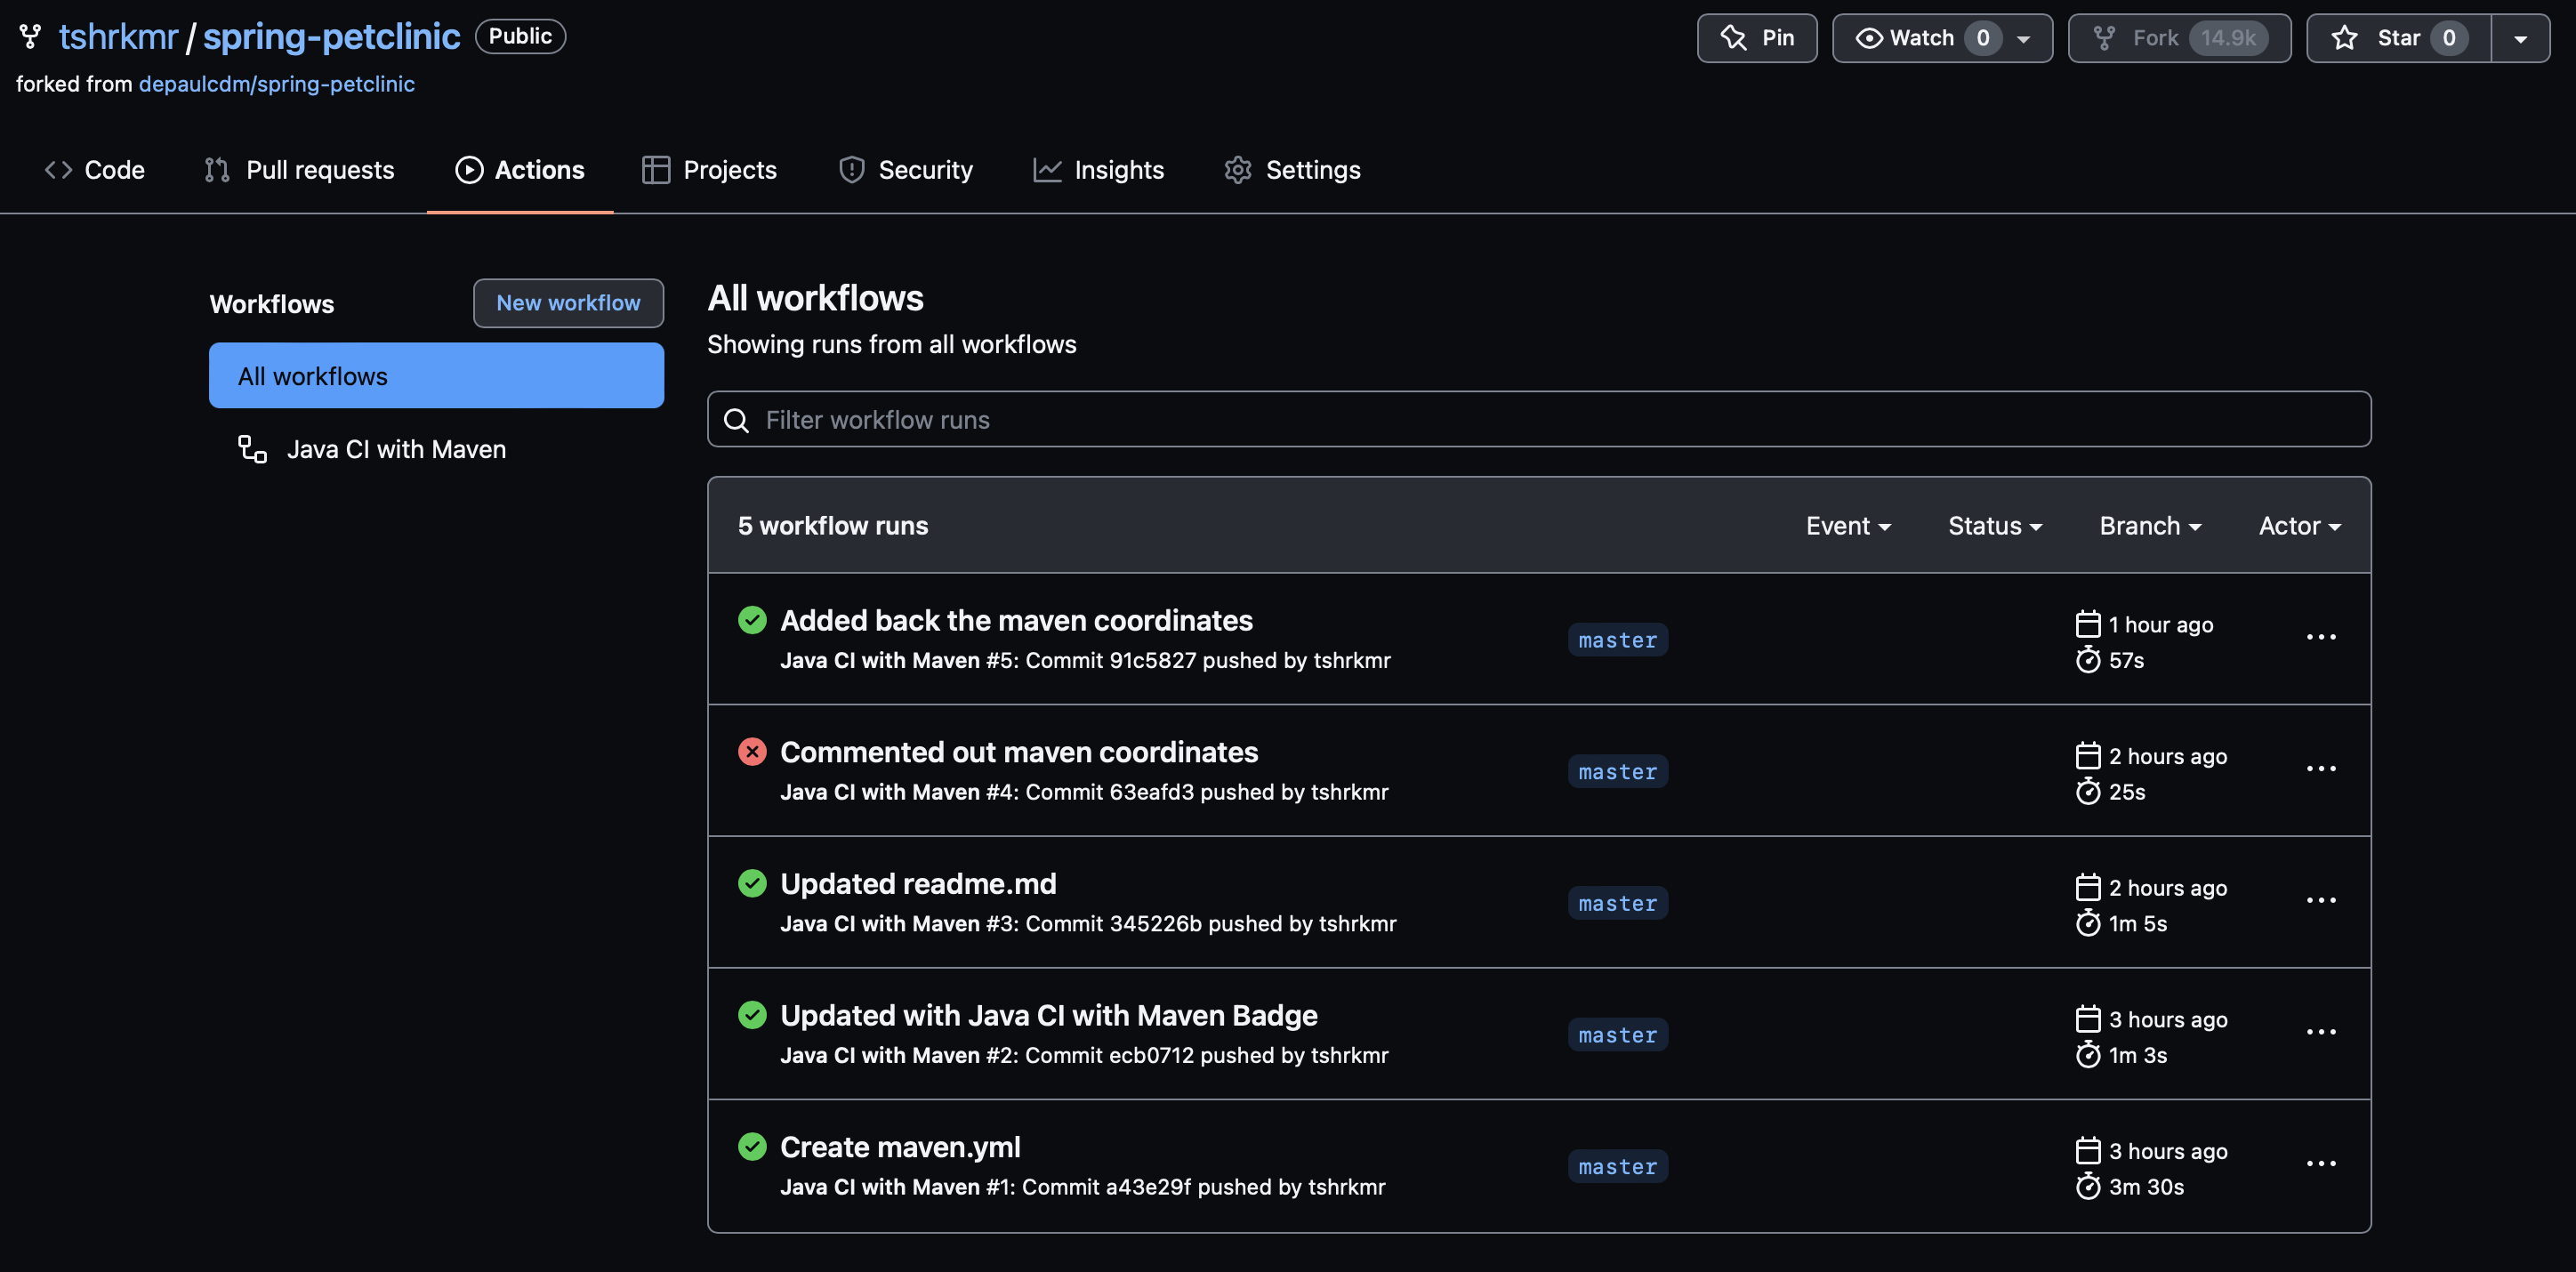 tshrkmr / spring-petclinic Public
Pin
Watch 0
Fork 14.9k
Star 0
forked from depaulcdm/spring-petclinic
Code
Pull requests
Actions
Projects
Security
Insights
Settings
Workflows
New workflow
All workflows
Java CI with Maven
All workflows
Showing runs from all workflows
Filter workflow runs
5 workflow runs
Event
Status
Branch
Actor
Added back the maven coordinates
Java CI with Maven #5: Commit 91c5827 pushed by tshrkmr
master
1 hour ago
57s
Commented out maven coordinates
Java CI with Maven #4: Commit 63eafd3 pushed by tshrkmr
master
2 hours ago
25s
Updated readme.md
Java CI with Maven #3: Commit 345226b pushed by tshrkmr
master
2 hours ago
1m 5s
Updated with Java CI with Maven Badge
Java CI with Maven #2: Commit ecb0712 pushed by tshrkmr
master
3 hours ago
1m 3s
Create maven.yml
Java CI with Maven #1: Commit a43e29f pushed by tshrkmr
master
3 hours ago
3m 30s